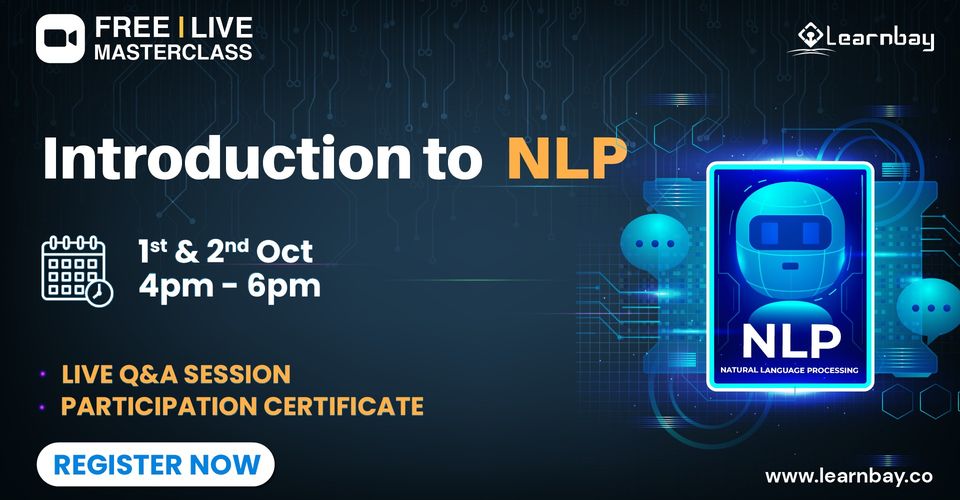 FREE | LIVE
MASTERCLASS
Learnbay
Introduction to NLP
1st & 2nd Oct
4pm - 6pm
NLP
NATURAL LANGUAGE PROCESSING
LIVE Q&A SESSION
PARTICIPATION CERTIFICATE
REGISTER NOW
www.learnbay.co